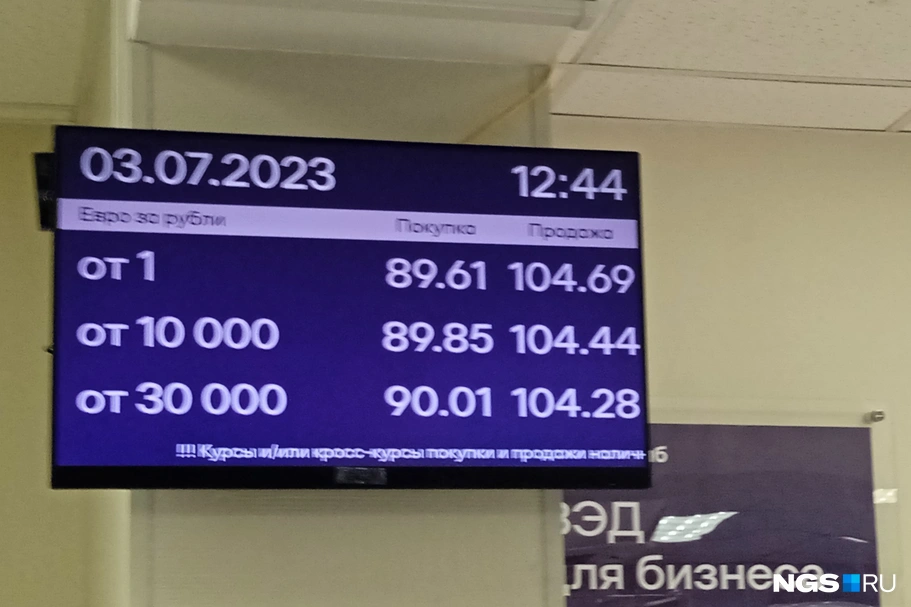 03.07.2023 12:44
Евро за рубли Покупка Продажа
от 1 89.61 104.69
от 10 000 89.85 104.44
от 30 000 90.01 104.28
!!! Курсы и/или кросс-курсы покупки и продажи наличн
ВЭД
для бизнеса
NGS RU